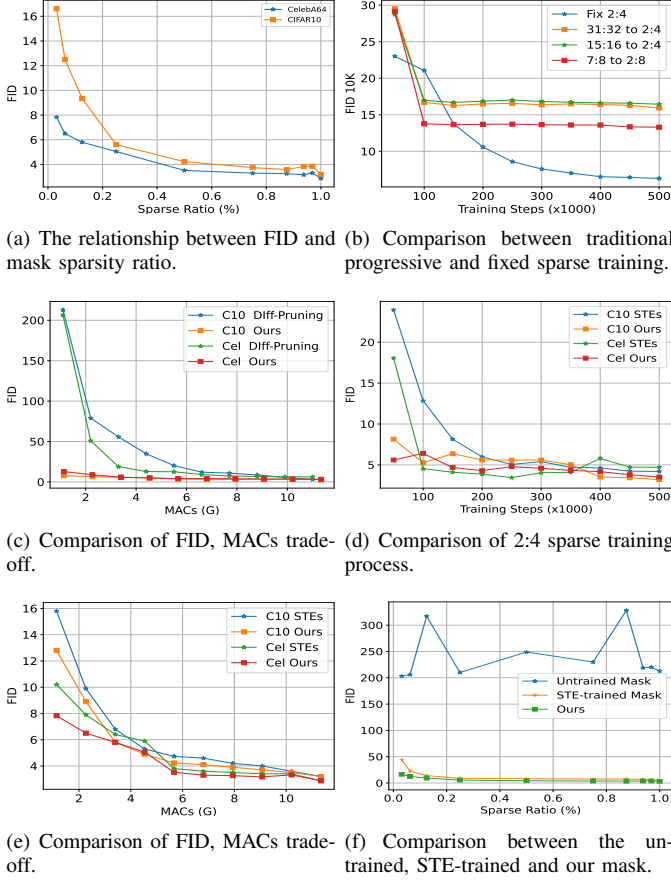 CelebA64
CIFAR10
16
14
12
10
8
6
4
FID
0.0 0.2 0.4 0.6 0.8 1.0
Sparse Ratio (%)
Fix 2:4
31:32 to 2:4
15:16 to 2:4
7:8 to 2:8
30
25
20
15
10
FID 10K
100 200 300 400 500
Training Steps (x1000)
(a) The relationship between FID and
mask sparsity ratio.
(b) Comparison between traditional
progressive and fixed sparse training.
C10 DIff-Pruning
C10 Ours
Cel DIff-Pruning
Cel Ours
200
150
100
50
0
FID
2 4 6 8 10
MACs (G)
C10 STEs
C10 Ours
Cel STEs
Cel Ours
20
15
10
5
FID
100 200 300 400 500
Training Steps (x1000)
(c) Comparison of FID, MACs trade-
off.
(d) Comparison of 2:4 sparse training
process.
C10 STEs
C10 Ours
Cel STEs
Cel Ours
16
14
12
10
8
6
4
FID
2 4 6 8 10
MACs (G)
Untrained Mask
STE-trained Mask
Ours
300
250
200
150
100
50
0
FID
0.0 0.2 0.4 0.6 0.8 1.0
Sparse Ratio (%)
(e) Comparison of FID, MACs trade-
off.
(f) Comparison between the un-
trained, STE-trained and our mask.